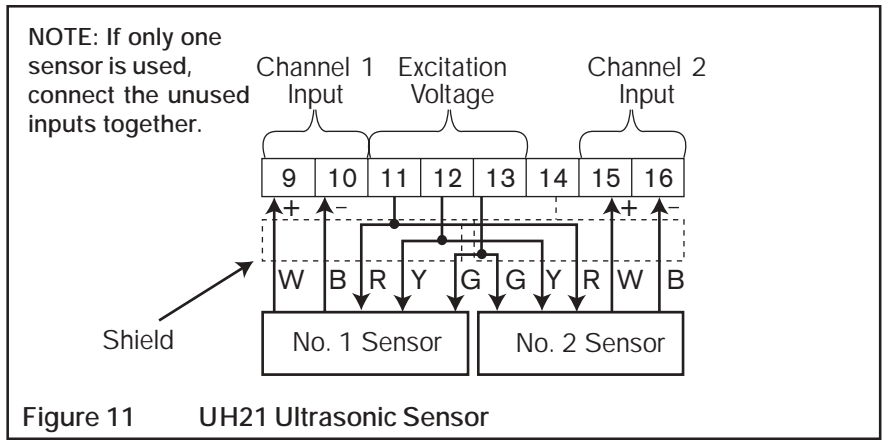 NOTE: If only one
sensor is used,
connect the unused
inputs together.
Channel 1
Input
Excitation
Voltage
Channel 2
Input
9 10 11 12 13 14 15 16
+ – + –
W B R Y G G Y R W B
Shield
No. 1 Sensor No. 2 Sensor
Figure 11 UH21 Ultrasonic Sensor